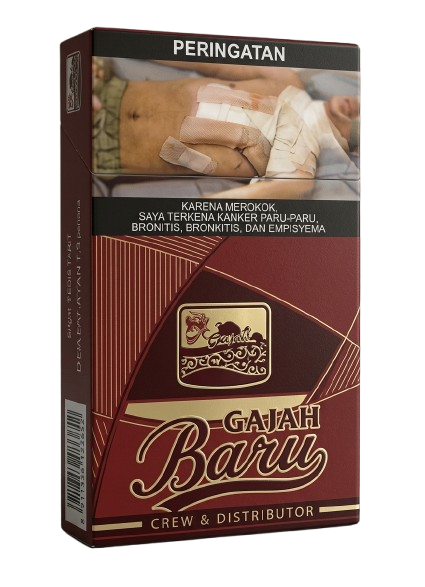 PERINGATAN
KARENA MEROKOK,
SAYA TERKENA KANKER PARU-PARU,
BRONITIS, BRONKITIS, DAN EMPISYEMA
Gajah
GAJAH
Baru
CREW & DISTRIBUTOR